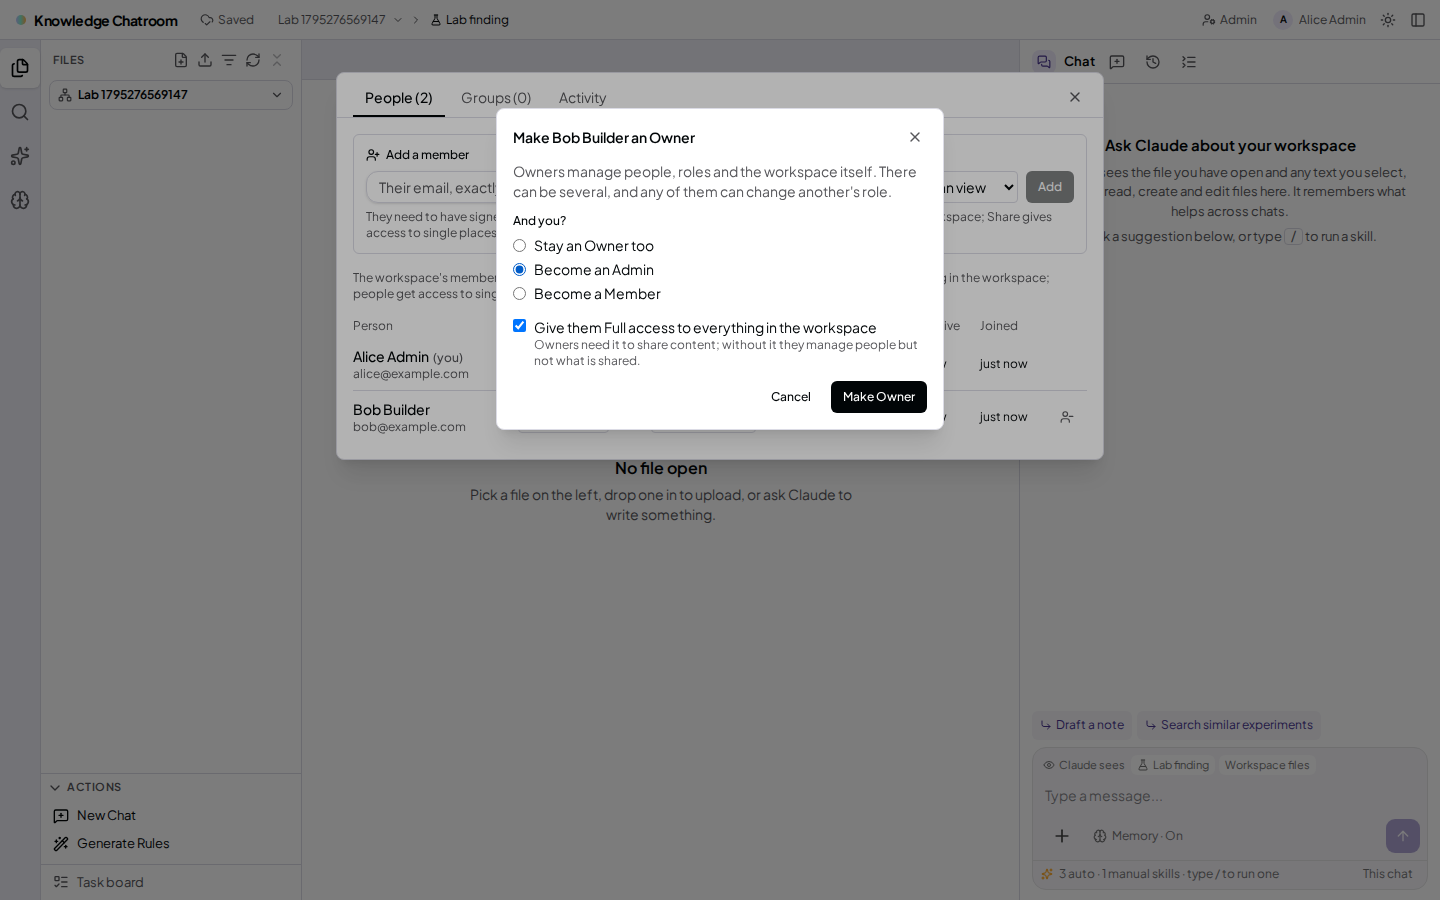 Knowledge Chatroom
Saved
Lab 1795276569147
Lab finding
Admin
A
Alice Admin
FILES
Lab 1795276569147
Chat
People (2)
Groups (0)
Activity
Add a member
Their email, exactly
an view
Add
They need to have signe
kspace; Share gives
access to single places
The workspace's member
g in the workspace;
people get access to sing
Person
ive
Joined
Alice Admin (you)
alice@example.com
just now
Bob Builder
bob@example.com
just now
Make Bob Builder an Owner
Owners manage people, roles and the workspace itself. There
can be several, and any of them can change another's role.
And you?
Stay an Owner too
Become an Admin
Become a Member
Give them Full access to everything in the workspace
Owners need it to share content; without it they manage people but
not what is shared.
Cancel
Make Owner
No file open
Pick a file on the left, drop one in to upload, or ask Claude to
write something.
Ask Claude about your workspace
sees the file you have open and any text you select,
read, create and edit files here. It remembers what
helps across chats.
k a suggestion below, or type / to run a skill.
Draft a note
Search similar experiments
Claude sees
Lab finding
Workspace files
Type a message...
Memory · On
3 auto · 1 manual skills · type / to run one
This chat
ACTIONS
New Chat
Generate Rules
Task board